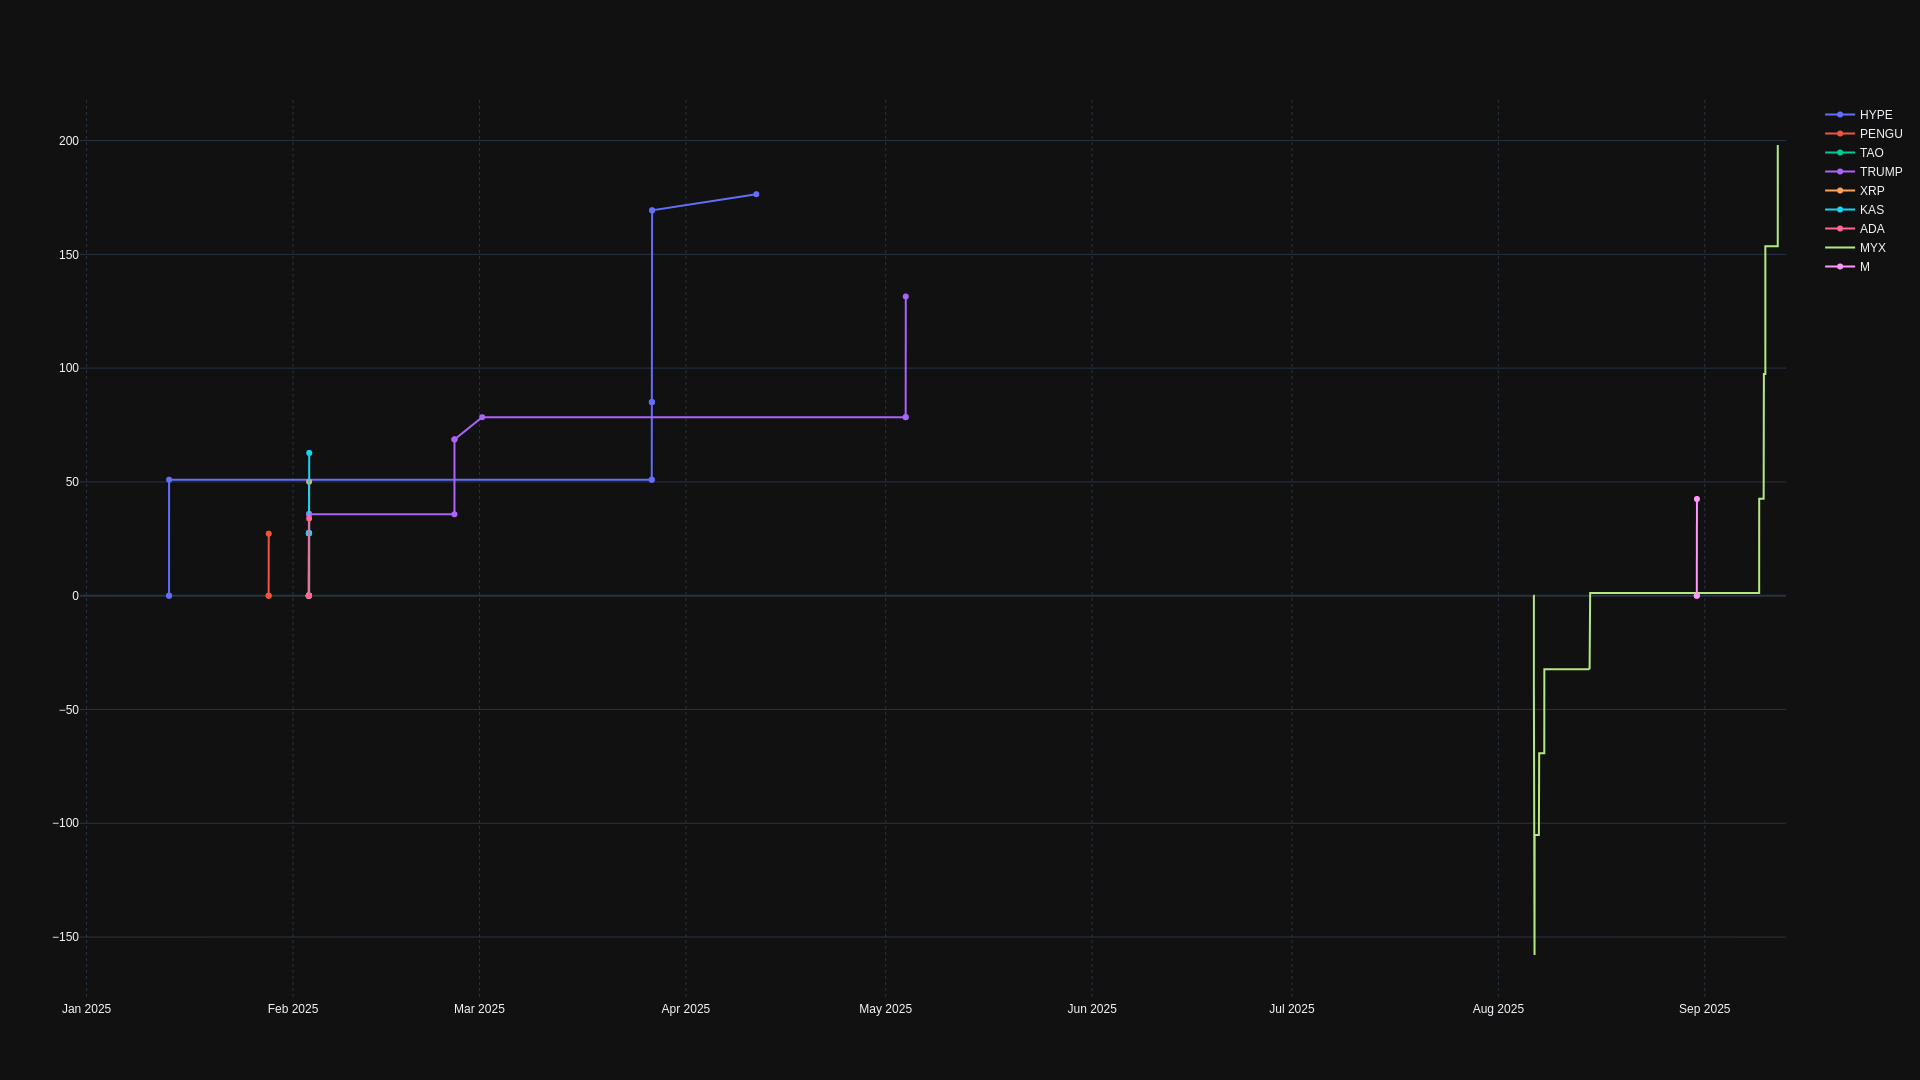 200
150
100
50
0
−50
−100
−150
Jan 2025
Feb 2025
Mar 2025
Apr 2025
May 2025
Jun 2025
Jul 2025
Aug 2025
Sep 2025
HYPE
PENGU
TAO
TRUMP
XRP
KAS
ADA
MYX
M